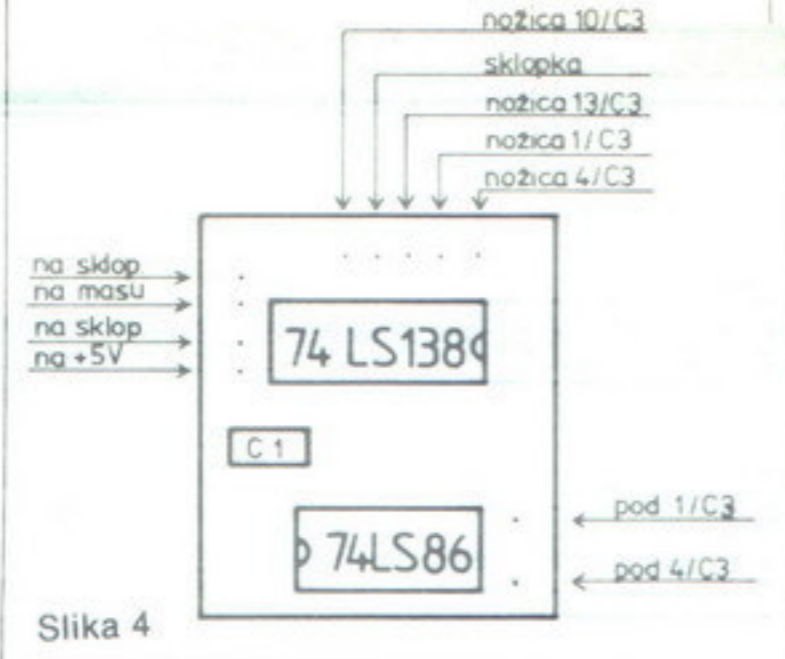 nožica 10/C3
sklopka
nožica 13/C3
nožica 1/C3
nožica 4/C3
na sklop
na masu
na sklop
na +5V
74 LS138
C 1
74LS86
pod 1/C3
pod 4/C3
Slika 4